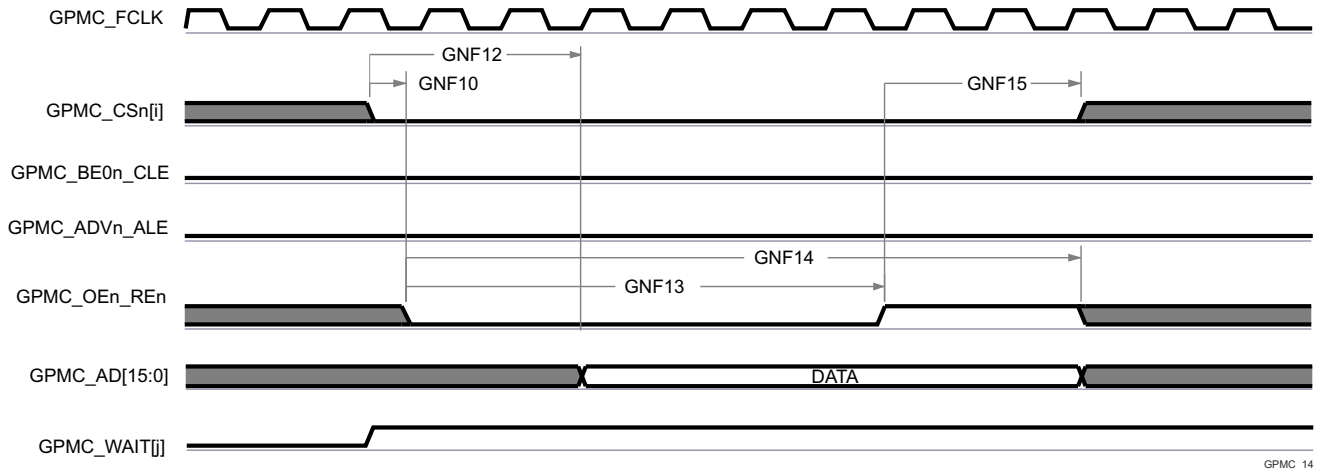 GPMC_FCLK
GNF12
GNF10
GNF15
GPMC_CSn[i]
GPMC_BE0n_CLE
GPMC_ADVn_ALE
GNF14
GNF13
GPMC_OEn_REn
GPMC_AD[15:0]
DATA
GPMC_WAIT[j]
GPMC_14